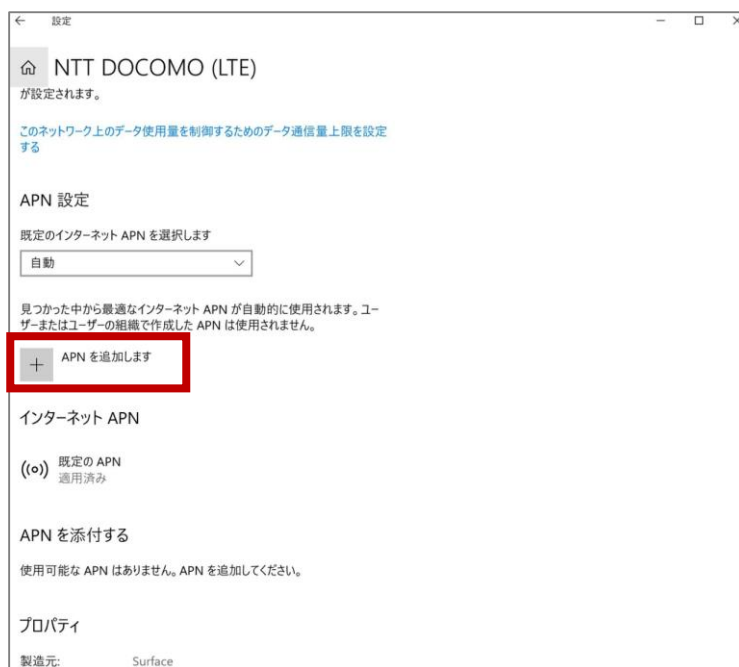 設定
NTT DOCOMO (LTE)
が設定されます。
このネットワーク上のデータ使用量を制御するためのデータ通信量上限を設定
する
APN 設定
既定のインターネット APN を選択します
自動
見つかった中から最適なインターネット APN が自動的に使用されます。ユー
ザーまたはユーザーの組織で作成した APN は使用されません。
APN を追加します
インターネット APN
既定の APN
適用済み
APN を添付する
使用可能な APN はありません。APN を追加してください。
プロパティ
製造元: Surface